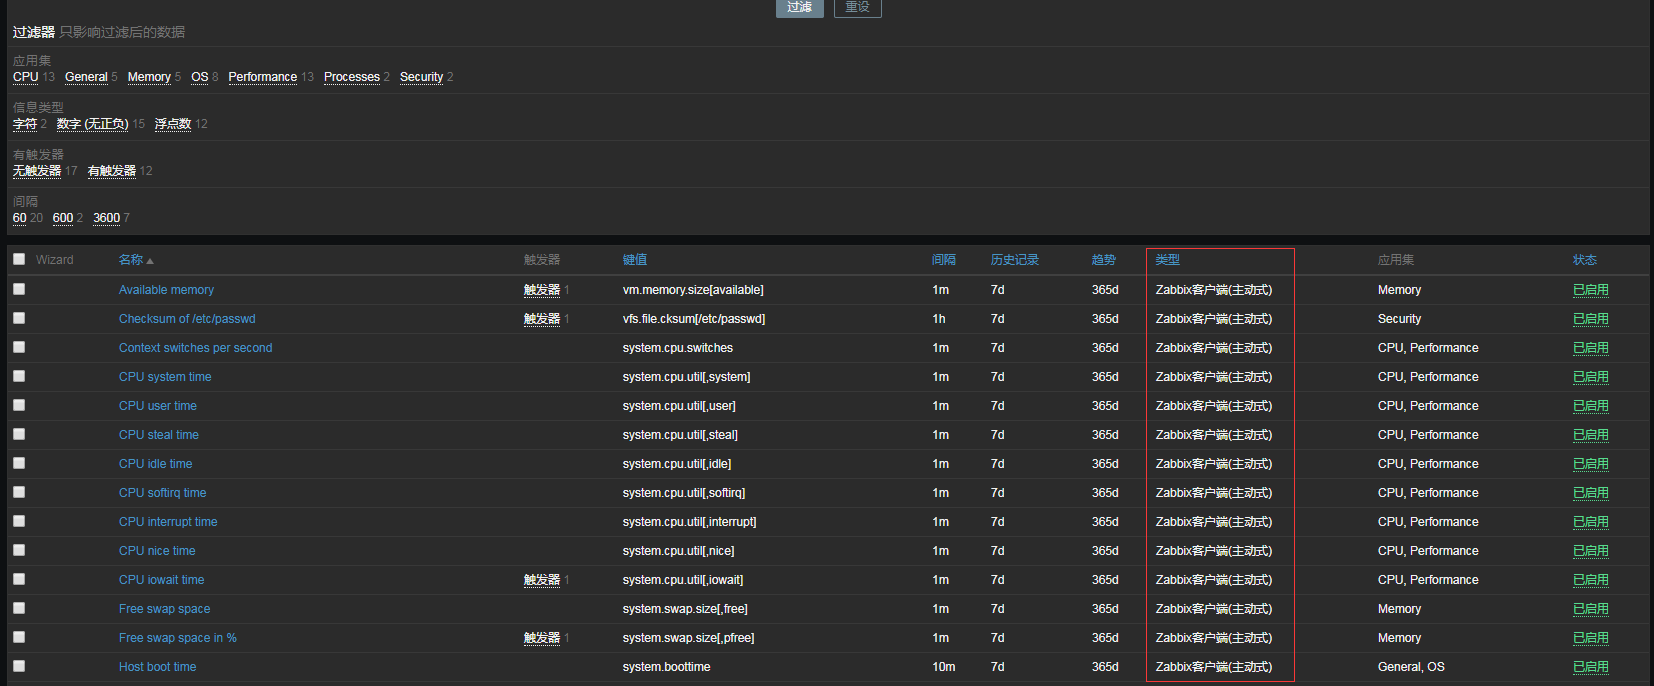 过滤 重设
过滤器 只影响过滤后的数据
应用集
CPU 13 General 5 Memory 5 OS 8 Performance 13 Processes 2 Security 2
信息类型
字符 2 数字 (无正负) 15 浮点数 12
有触发器
无触发器 17 有触发器 12
间隔
60 20 600 2 3600 7
Wizard 名称 触发器 键值 间隔 历史记录 趋势 类型 应用集 状态
Available memory 触发器 1 vm.memory.size[available] 1m 7d 365d Zabbix客户端(主动式) Memory 已启用
Checksum of /etc/passwd 触发器 1 vfs.file.cksum[/etc/passwd] 1h 7d 365d Zabbix客户端(主动式) Security 已启用
Context switches per second system.cpu.switches 1m 7d 365d Zabbix客户端(主动式) CPU, Performance 已启用
CPU system time system.cpu.util[,system] 1m 7d 365d Zabbix客户端(主动式) CPU, Performance 已启用
CPU user time system.cpu.util[,user] 1m 7d 365d Zabbix客户端(主动式) CPU, Performance 已启用
CPU steal time system.cpu.util[,steal] 1m 7d 365d Zabbix客户端(主动式) CPU, Performance 已启用
CPU idle time system.cpu.util[,idle] 1m 7d 365d Zabbix客户端(主动式) CPU, Performance 已启用
CPU softirq time system.cpu.util[,softirq] 1m 7d 365d Zabbix客户端(主动式) CPU, Performance 已启用
CPU interrupt time system.cpu.util[,interrupt] 1m 7d 365d Zabbix客户端(主动式) CPU, Performance 已启用
CPU nice time system.cpu.util[,nice] 1m 7d 365d Zabbix客户端(主动式) CPU, Performance 已启用
CPU iowait time 触发器 1 system.cpu.util[,iowait] 1m 7d 365d Zabbix客户端(主动式) CPU, Performance 已启用
Free swap space system.swap.size[,free] 1m 7d 365d Zabbix客户端(主动式) Memory 已启用
Free swap space in % 触发器 1 system.swap.size[,pfree] 1m 7d 365d Zabbix客户端(主动式) Memory 已启用
Host boot time system.boottime 10m 7d 365d Zabbix客户端(主动式) General, OS 已启用